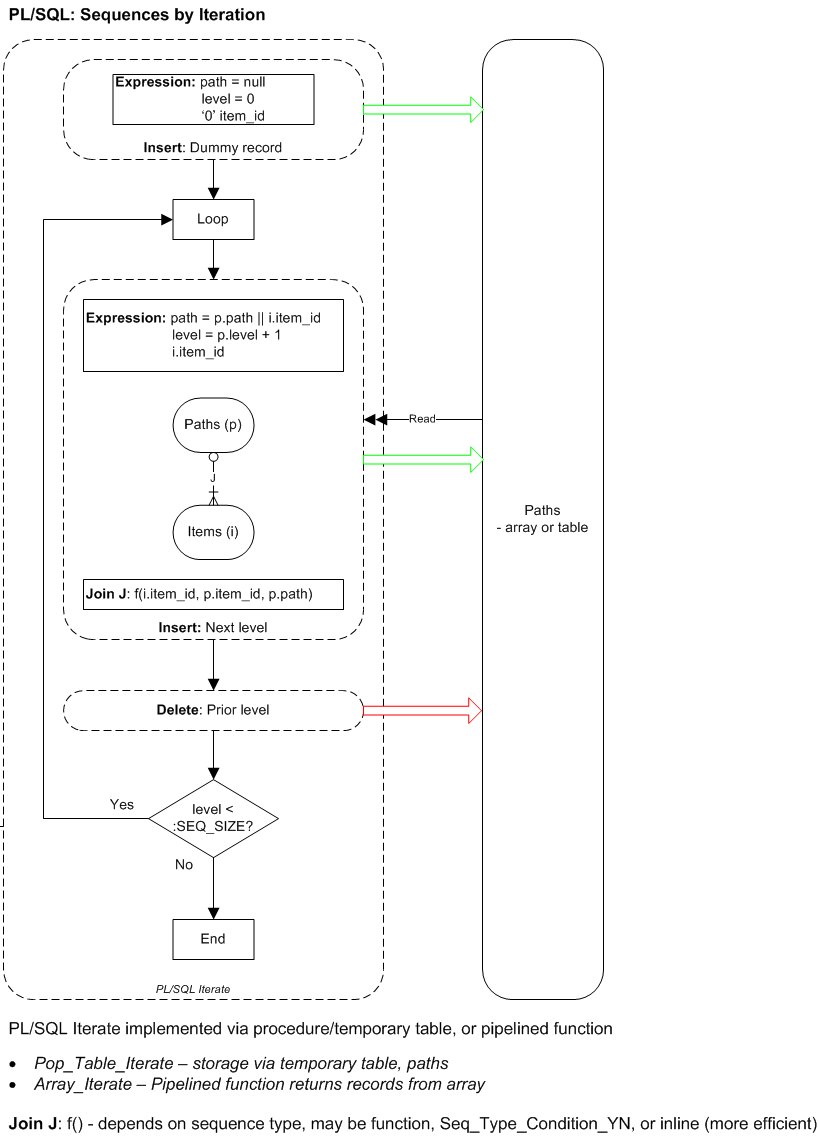 PL/SQL: Sequences by Iteration
Expression: path = null
level = 0
‘0’ item_id
Insert: Dummy record
Loop
Expression: path = p.path || i.item_id
level = p.level + 1
i.item_id
Paths (p)
Read
J
Items (i)
Paths
- array or table
Join J: f(i.item_id, p.item_id, p.path)
Insert: Next level
Delete: Prior level
Yes
level <
:SEQ_SIZE?
No
End
PL/SQL Iterate
PL/SQL Iterate implemented via procedure/temporary table, or pipelined function
• Pop_Table_Iterate – storage via temporary table, paths
• Array_Iterate – Pipelined function returns records from array
Join J: f() - depends on sequence type, may be function, Seq_Type_Condition_YN, or inline (more efficient)